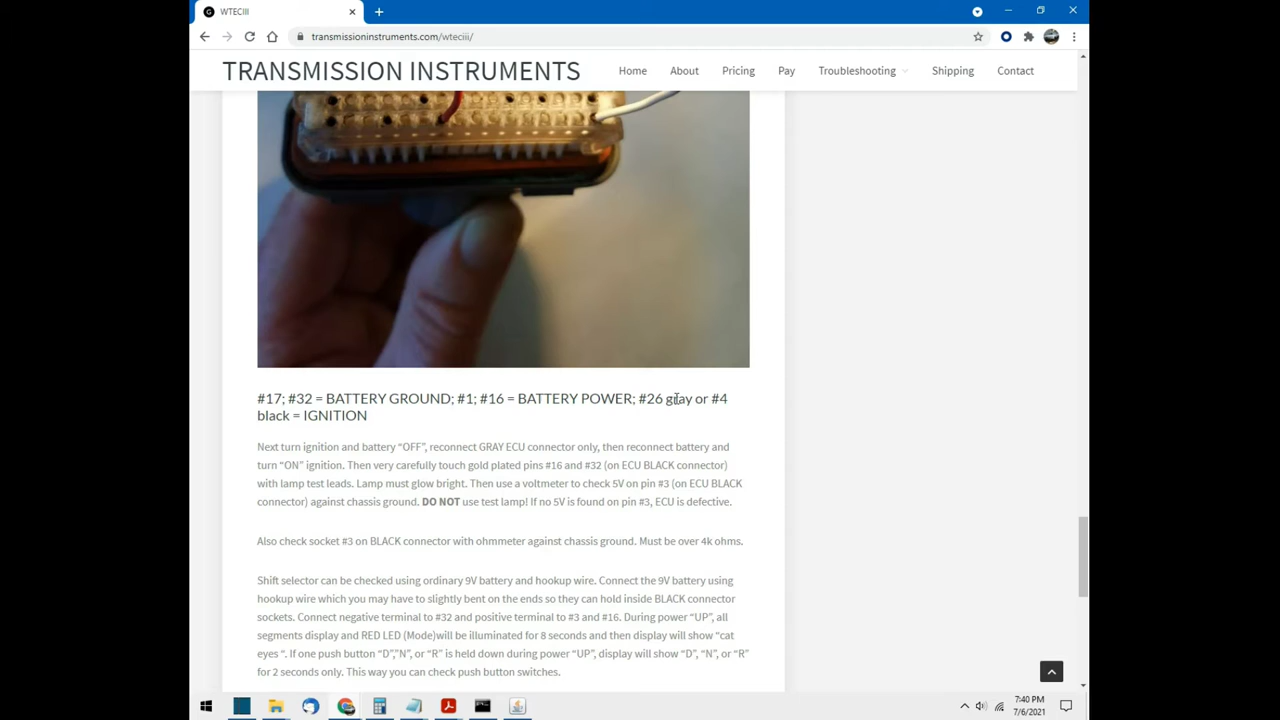 WTECIII
transmissioninstruments.com/wteciii/
TRANSMISSION INSTRUMENTS
Home
About
Pricing
Pay
Troubleshooting
Shipping
Contact
#17; #32 = BATTERY GROUND; #1; #16 = BATTERY POWER; #26 gray or #4
black = IGNITION
Next turn ignition and battery “OFF”, reconnect GRAY ECU connector only, then reconnect battery and
turn “ON” ignition. Then very carefully touch gold plated pins #16 and #32 (on ECU BLACK connector)
with lamp test leads. Lamp must glow bright. Then use a voltmeter to check 5V on pin #3 (on ECU BLACK
connector) against chassis ground. DO NOT use test lamp! If no 5V is found on pin #3, ECU is defective.
Also check socket #3 on BLACK connector with ohmmeter against chassis ground. Must be over 4k ohms.
Shift selector can be checked using ordinary 9V battery and hookup wire. Connect the 9V battery using
hookup wire which you may have to slightly bent on the ends so they can hold inside BLACK connector
sockets. Connect negative terminal to #32 and positive terminal to #3 and #16. During power “UP”, all
segments display and RED LED (Mode)will be illuminated for 8 seconds and then display will show “cat
eyes “. If one push button “D”,”N”, or “R” is held down during power “UP”, display will show “D”, “N”, or “R”
for 2 seconds only. This way you can check push button switches.
7:40 PM
7/6/2021